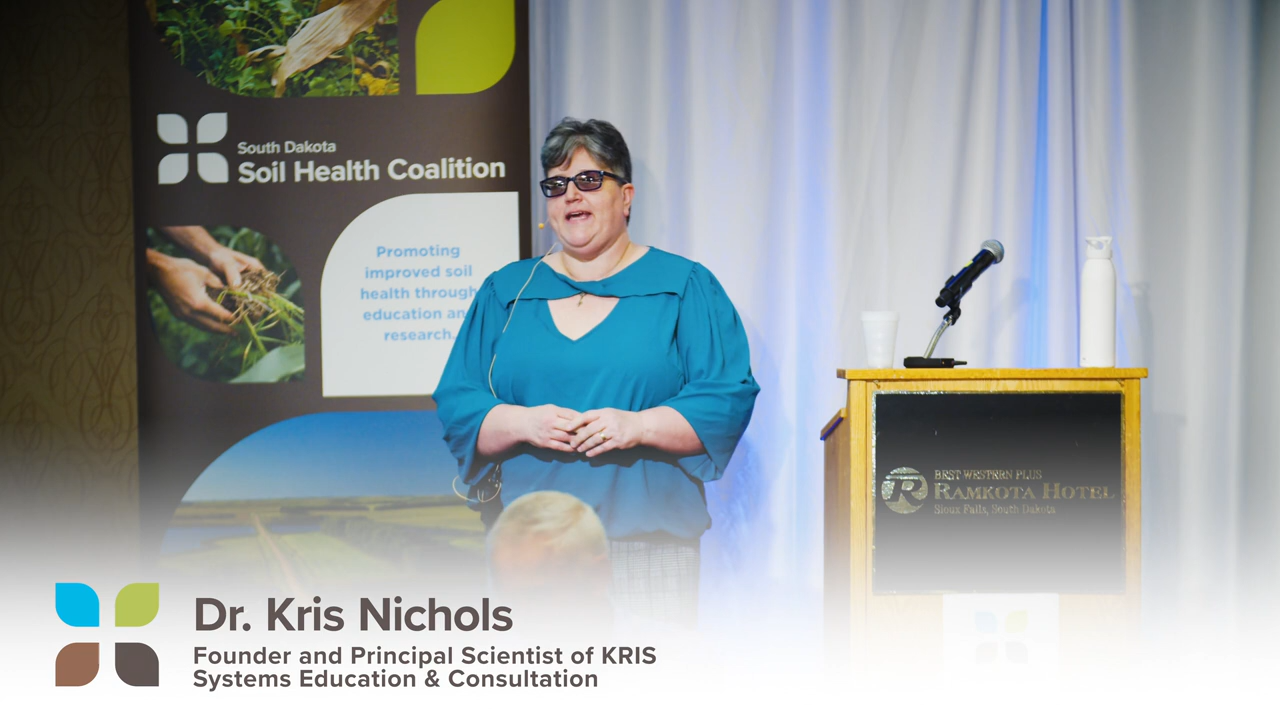 South Dakota
Soil Health Coalition
Promoting
improved soil
health through
education an
research.
BEST WESTERN PLUS
RAMKOTA HOTEL
Sioux Falls, South Dakota
Dr. Kris Nichols
Founder and Principal Scientist of KRIS
Systems Education & Consultation